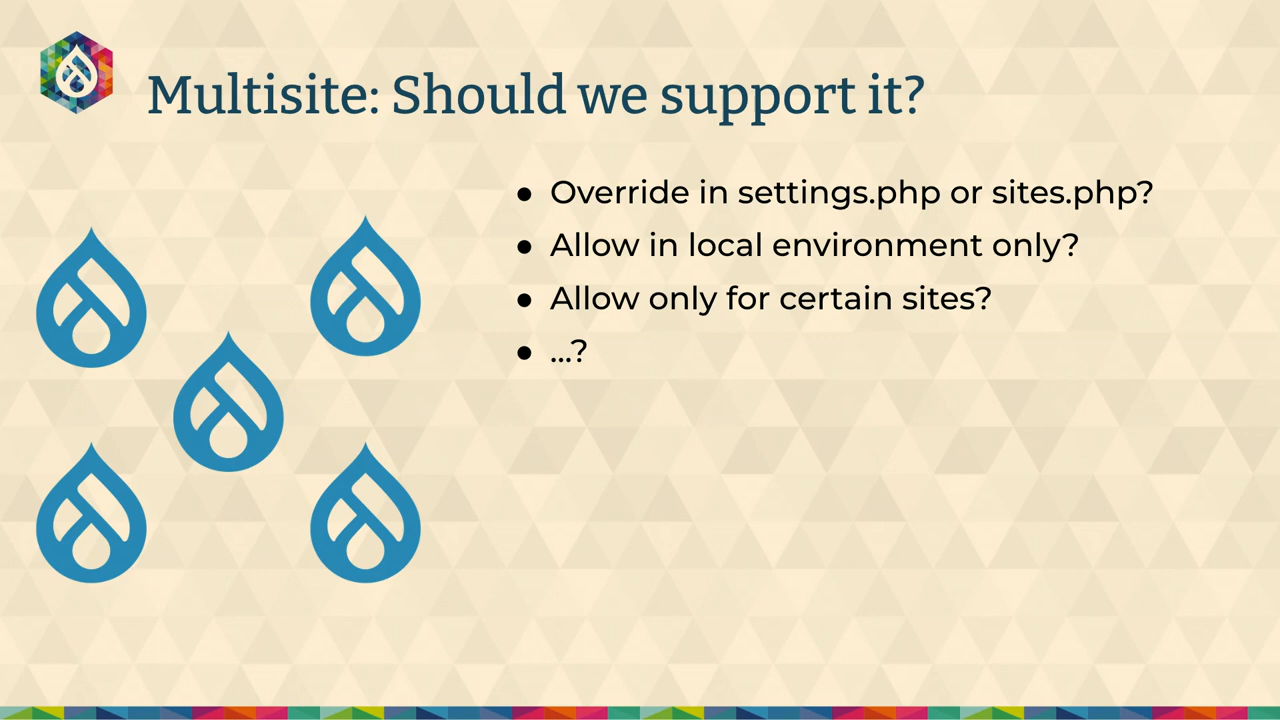 Multisite: Should we support it?
● Override in settings.php or sites.php?
● Allow in local environment only?
● Allow only for certain sites?
● ...?